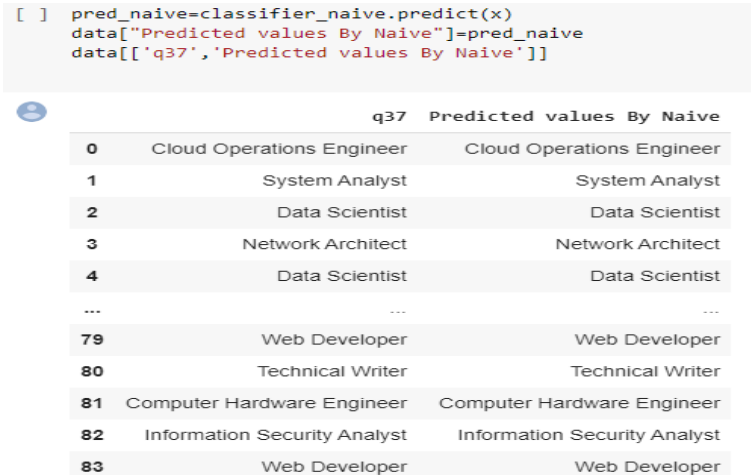 [ ] pred_naive=classifier_naive.predict(x)
data["Predicted values By Naive"]=pred_naive
data[['q37','Predicted values By Naive']]
q37 Predicted values By Naive
0 Cloud Operations Engineer Cloud Operations Engineer
1 System Analyst System Analyst
2 Data Scientist Data Scientist
3 Network Architect Network Architect
4 Data Scientist Data Scientist
... ... ...
79 Web Developer Web Developer
80 Technical Writer Technical Writer
81 Computer Hardware Engineer Computer Hardware Engineer
82 Information Security Analyst Information Security Analyst
83 Web Developer Web Developer